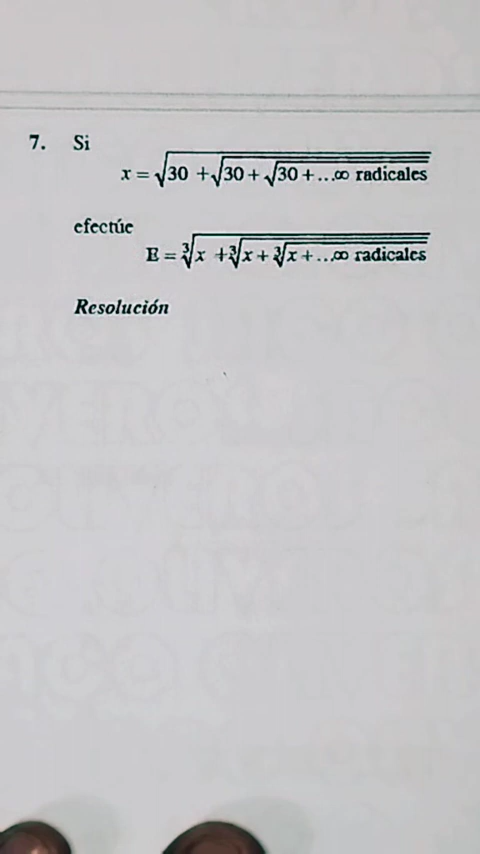 7. Si
x = √30 + √30 + √30 + ...∞ radicales
efectúe
E = ∛x + ∛x + ∛x + ...∞ radicales
Resolución